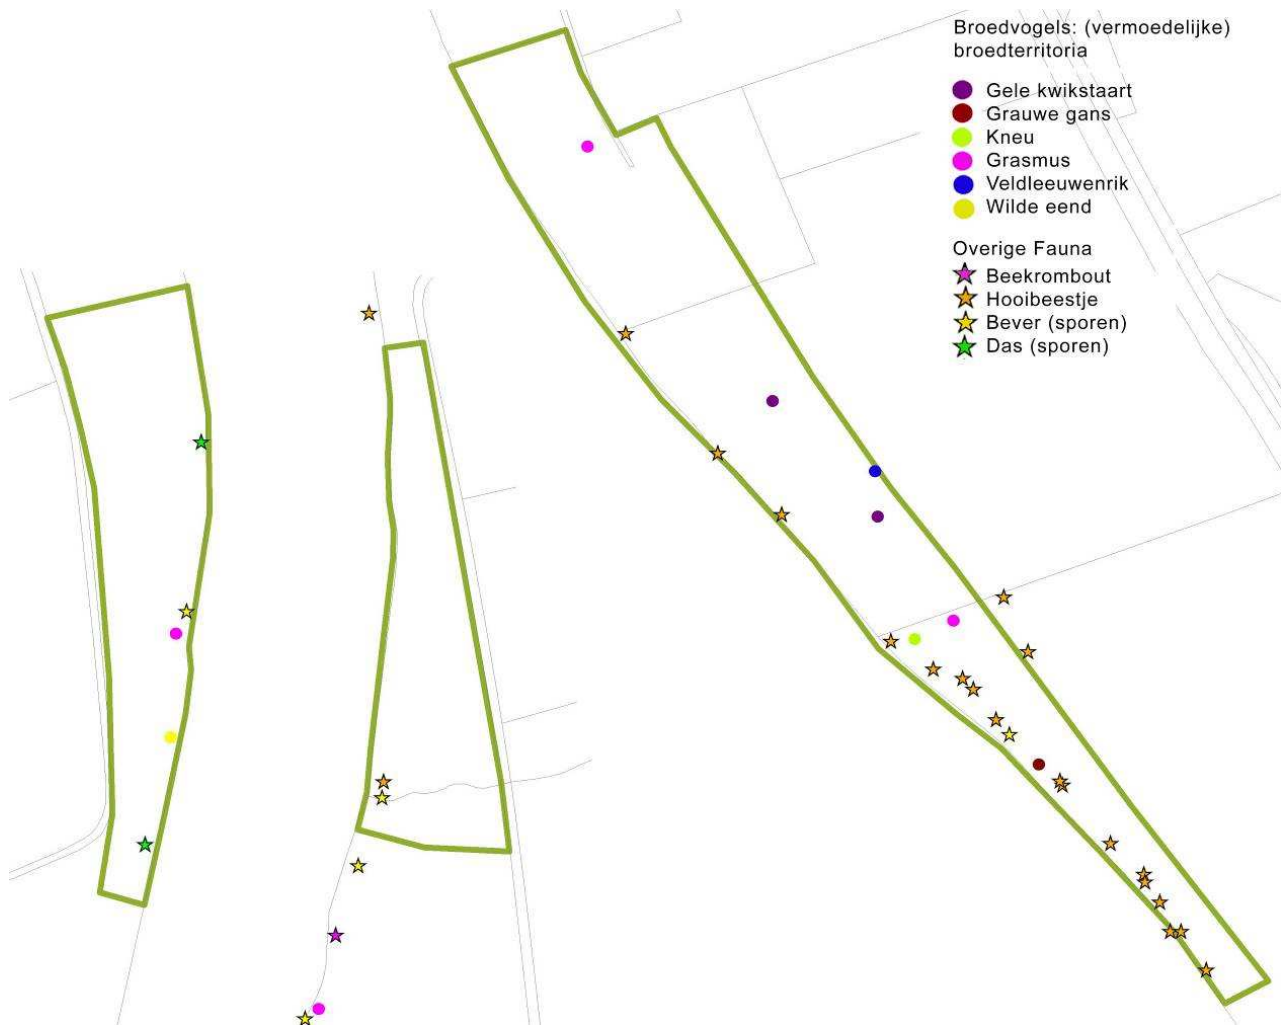 Broedvogels: (vermoedelijke)
broedterritoria
Gele kwikstaart
Grauwe gans
Kneu
Grasmus
Veldleeuwenrik
Wilde eend
Overige Fauna
Beekrombout
Hooibeestje
Bever (sporen)
Das (sporen)